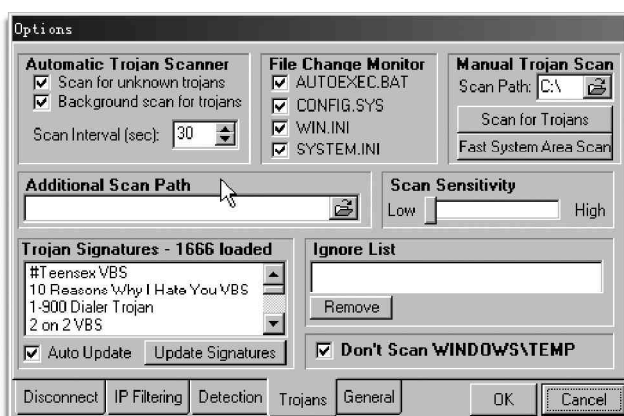 Options
Automatic Trojan Scanner
Scan for unknown trojans
Background scan for trojans
Scan Interval (sec): 30
File Change Monitor
AUTOEXEC.BAT
CONFIG.SYS
WIN.INI
SYSTEM.INI
Manual Trojan Scan
Scan Path: C:\
Scan for Trojans
Fast System Area Scan
Additional Scan Path
Scan Sensitivity
Low High
Trojan Signatures - 1666 loaded
#Teensex VBS
10 Reasons Why I Hate You VBS
1-900 Dialer Trojan
2 on 2 VBS
Auto Update Update Signatures
Ignore List
Remove
Don't Scan WINDOWS\TEMP
Disconnect IP Filtering Detection Trojans General OK Cancel